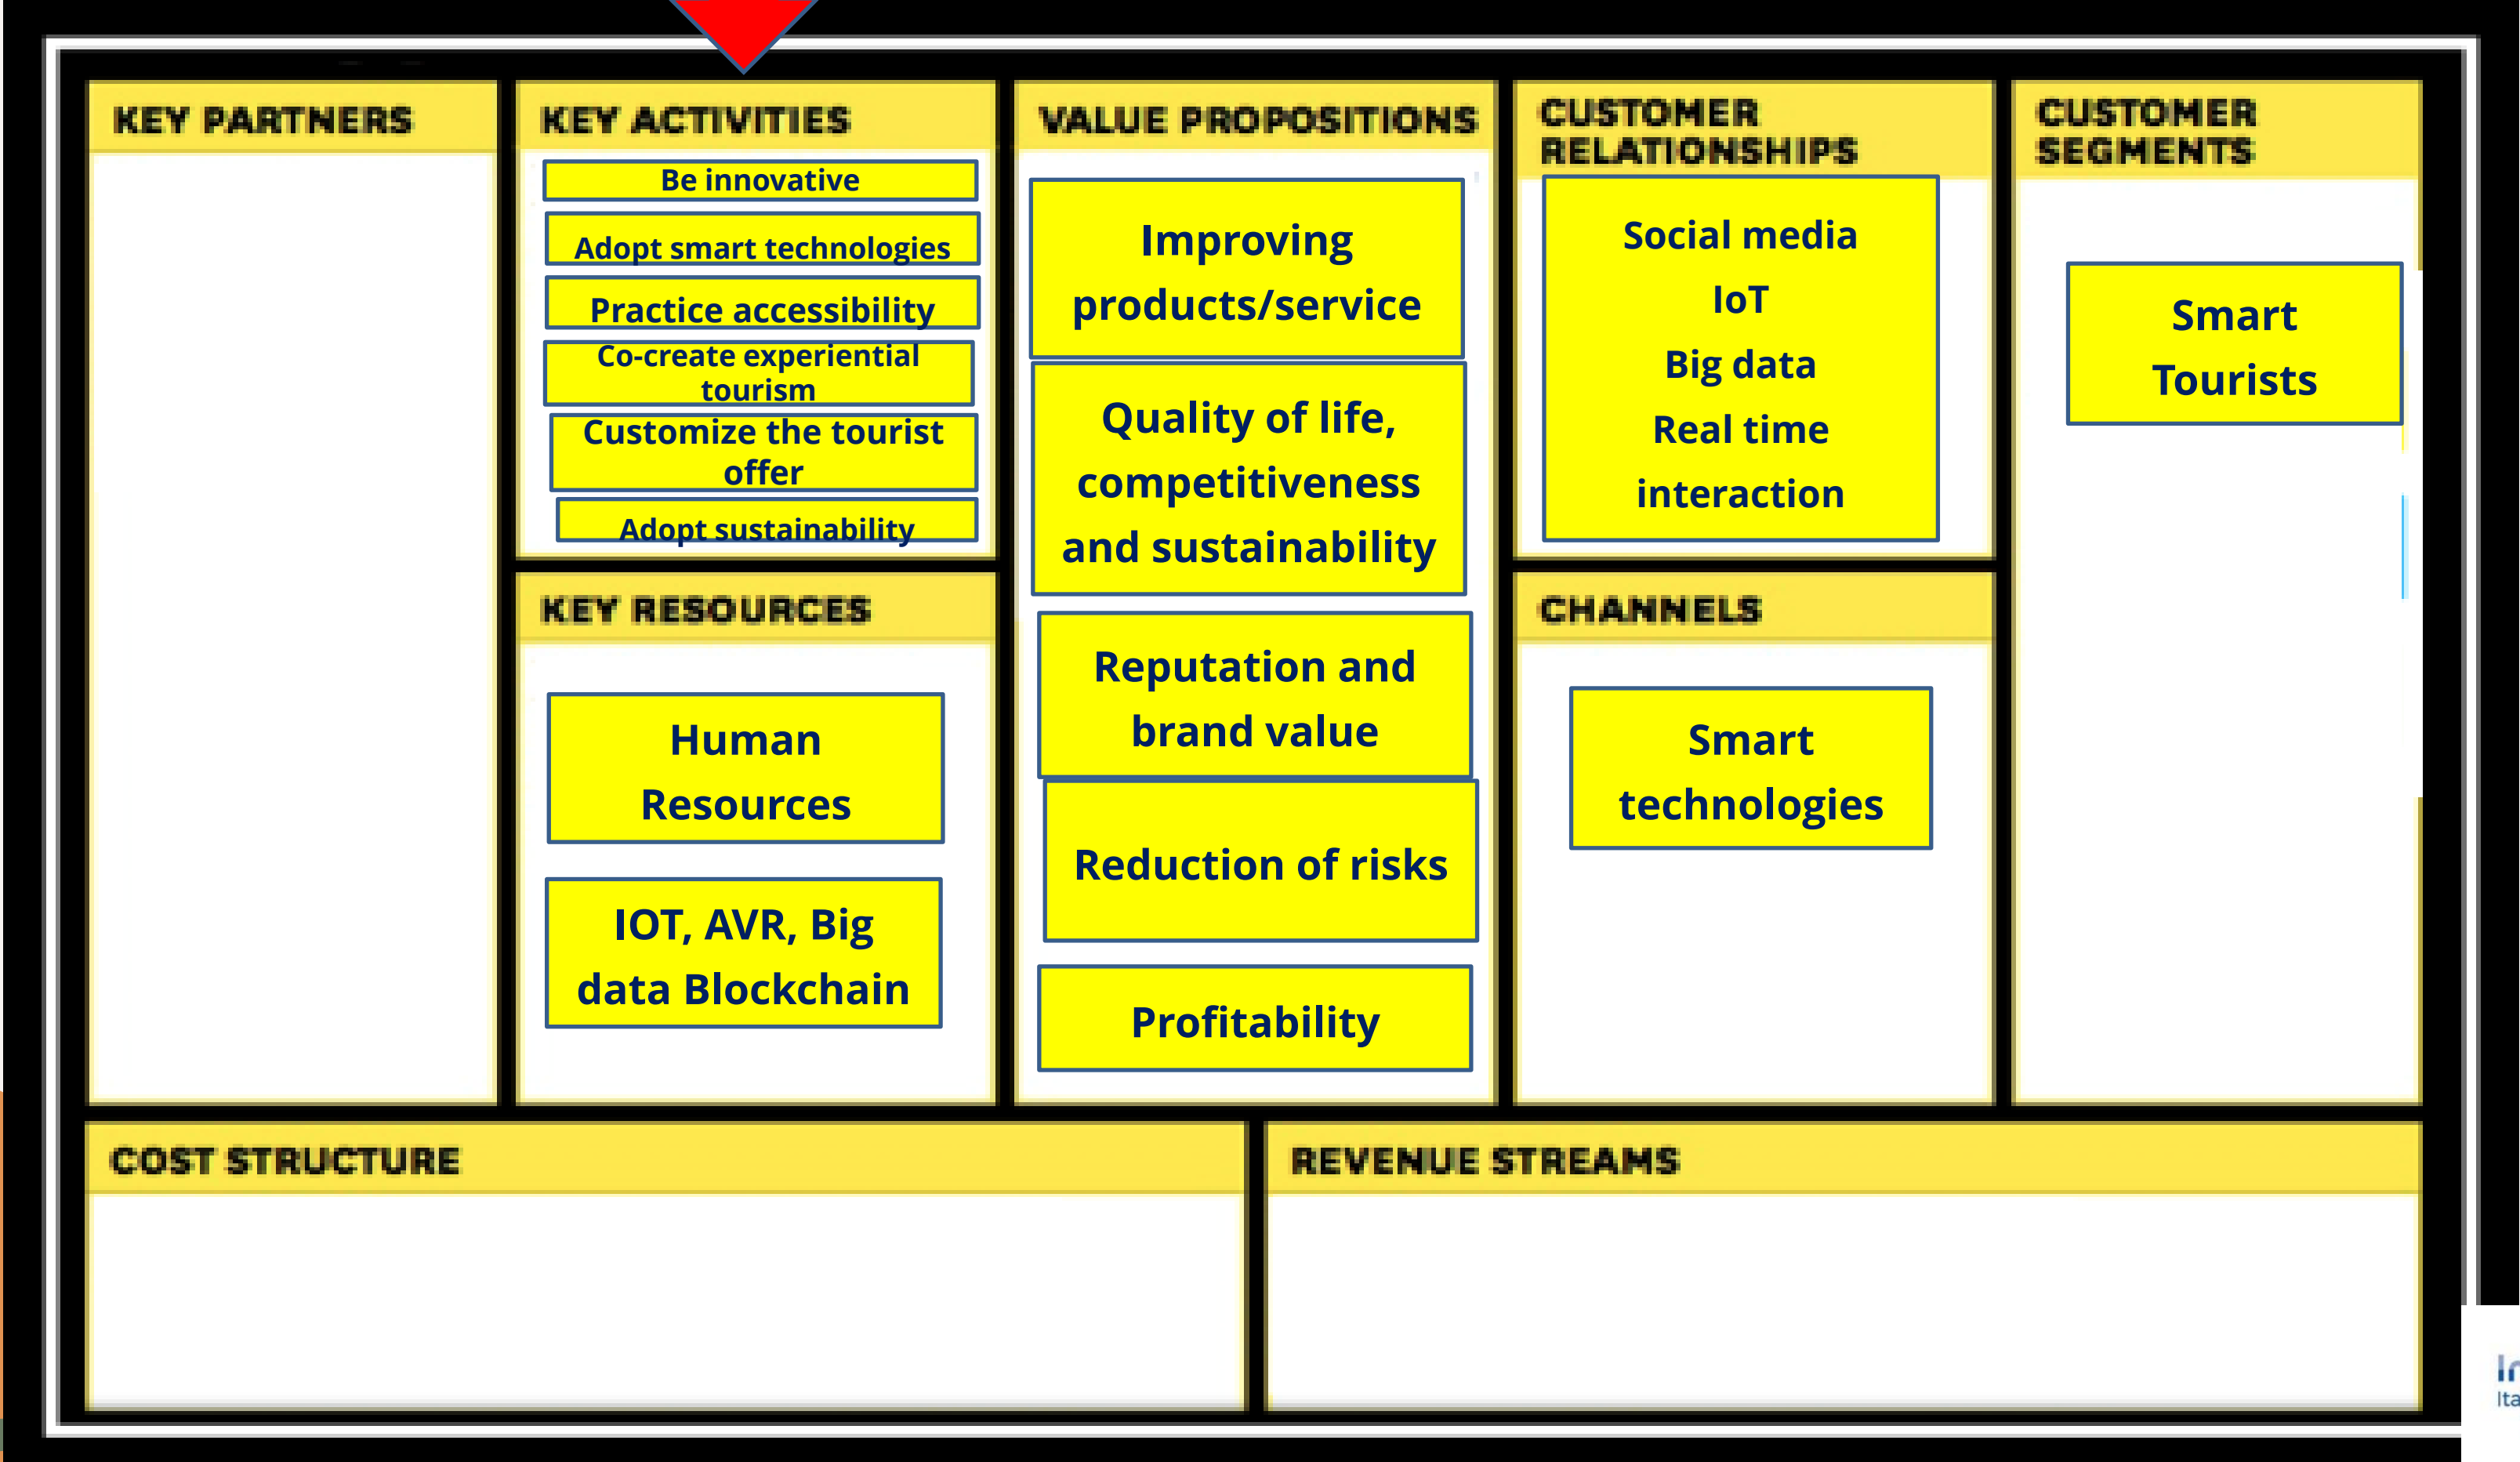 KEY PARTNERS
KEY ACTIVITIES
Be innovative
Adopt smart technologies
Practice accessibility
Co-create experiential
tourism
Customize the tourist
offer
Adopt sustainability
KEY RESOURCES
Human
Resources
IOT, AVR, Big
data Blockchain
VALUE PROPOSITIONS
Improving
products/service
Quality of life,
competitiveness
and sustainability
Reputation and
brand value
Reduction of risks
Profitability
CUSTOMER
RELATIONSHIPS
Social media
IoT
Big data
Real time
interaction
CHANNELS
Smart
technologies
CUSTOMER
SEGMENTS
Smart
Tourists
COST STRUCTURE
REVENUE STREAMS